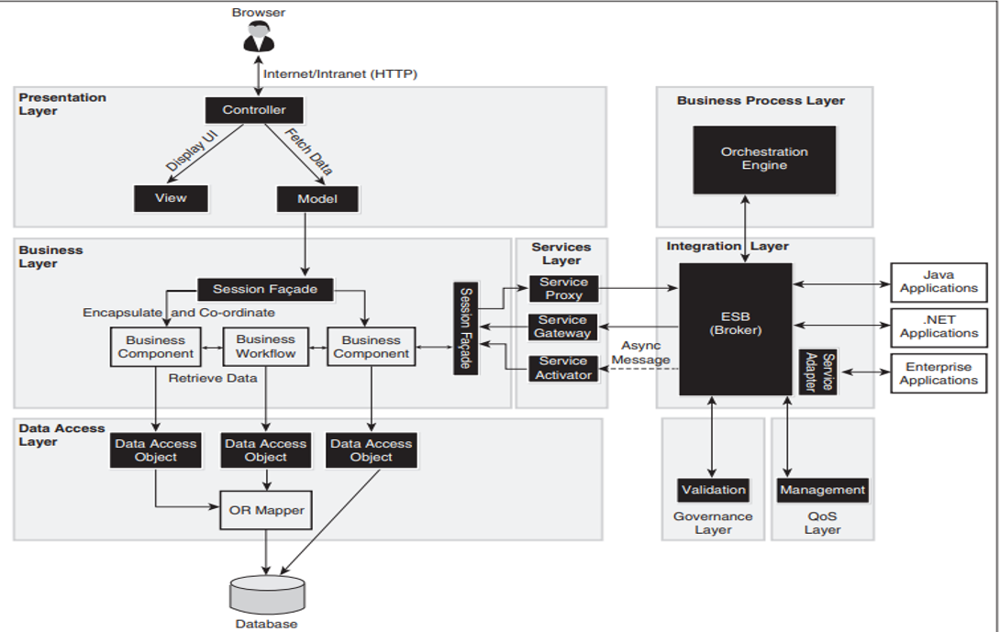 Browser
Internet/Intranet (HTTP)
Presentation
Layer
Controller
Display UI
Fetch Data
View
Model
Business Process Layer
Orchestration
Engine
Business
Layer
Session Façade
Encapsulate and Co-ordinate
Business
Component
Business
Workflow
Business
Component
Retrieve Data
Session Façade
Services
Layer
Service
Proxy
Service
Gateway
Service
Activator
Async
Message
Integration Layer
ESB
(Broker)
Service
Adapter
Java
Applications
.NET
Applications
Enterprise
Applications
Data Access
Layer
Data Access
Object
Data Access
Object
Data Access
Object
OR Mapper
Database
Validation
Governance
Layer
Management
QoS
Layer